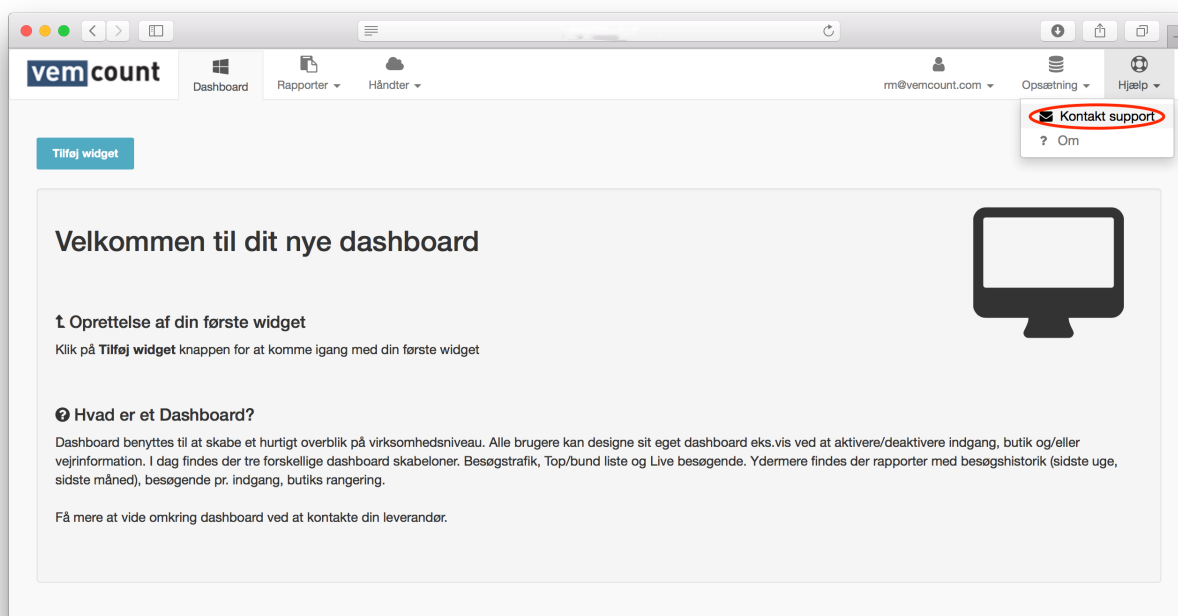 vemcount
Dashboard
Rapporter
Håndter
rm@vemcount.com
Opsætning
Hjælp
Kontakt support
? Om
Tilføj widget
Velkommen til dit nye dashboard
Oprettelse af din første widget
Klik på Tilføj widget knappen for at komme igang med din første widget
Hvad er et Dashboard?
Dashboard benyttes til at skabe et hurtigt overblik på virksomhedsniveau. Alle brugere kan designe sit eget dashboard eks.vis ved at aktivere/deaktivere indgang, butik og/eller
vejrinformation. I dag findes der tre forskellige dashboard skabeloner. Besøgstrafik, Top/bund liste og Live besøgende. Ydermere findes der rapporter med besøgshistorik (sidste uge,
sidste måned), besøgende pr. indgang, butiks rangering.
Få mere at vide omkring dashboard ved at kontakte din leverandør.